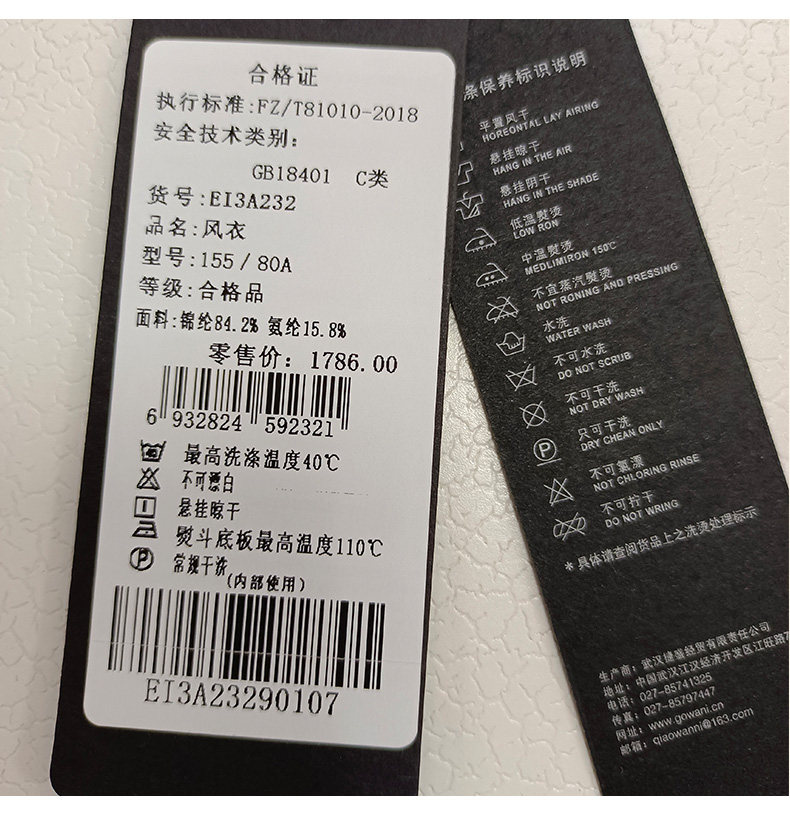 合格证
执行标准:FZ/T81010-2018
安全技术类别:
GB18401 C类
货号:EI3A232
品名:风衣
型号:155/80A
等级:合格品
面料:锦纶84.2% 氨纶15.8%
零售价: 1786.00
6 932824 592321
最高洗涤温度40℃
不可漂白
悬挂晾干
熨斗底板最高温度110℃
常规干洗
(内部使用)
EI3A23290107
涤保养标识说明
平置风干
HOREONTAL LAY AIRING
悬挂晾干
HANG IN THE AIR
悬挂阴干
HANG IN THE SHADE
低温熨烫
LOW RON
中温熨烫
MEDLIMIRON 150℃
不宜蒸汽熨烫
NOT RONING AND PRESSING
水洗
WATER WASH
不可水洗
DO NOT SCRUB
不可干洗
NOT DRY WASH
只可干洗
DRY CHEAN ONLY
不可氯漂
NOT CHLORING RINSE
不可拧干
DO NOT WRING
*具体请查阅货品上之洗烫处理标示
生产商: 武汉 经贸有限责任公司
地址: 中国武汉江汉经济开发区江旺路
电话: 027-85741325
传真: 027-85797447
网址: www.gowani.cn
邮箱: qiaowanni@163.com